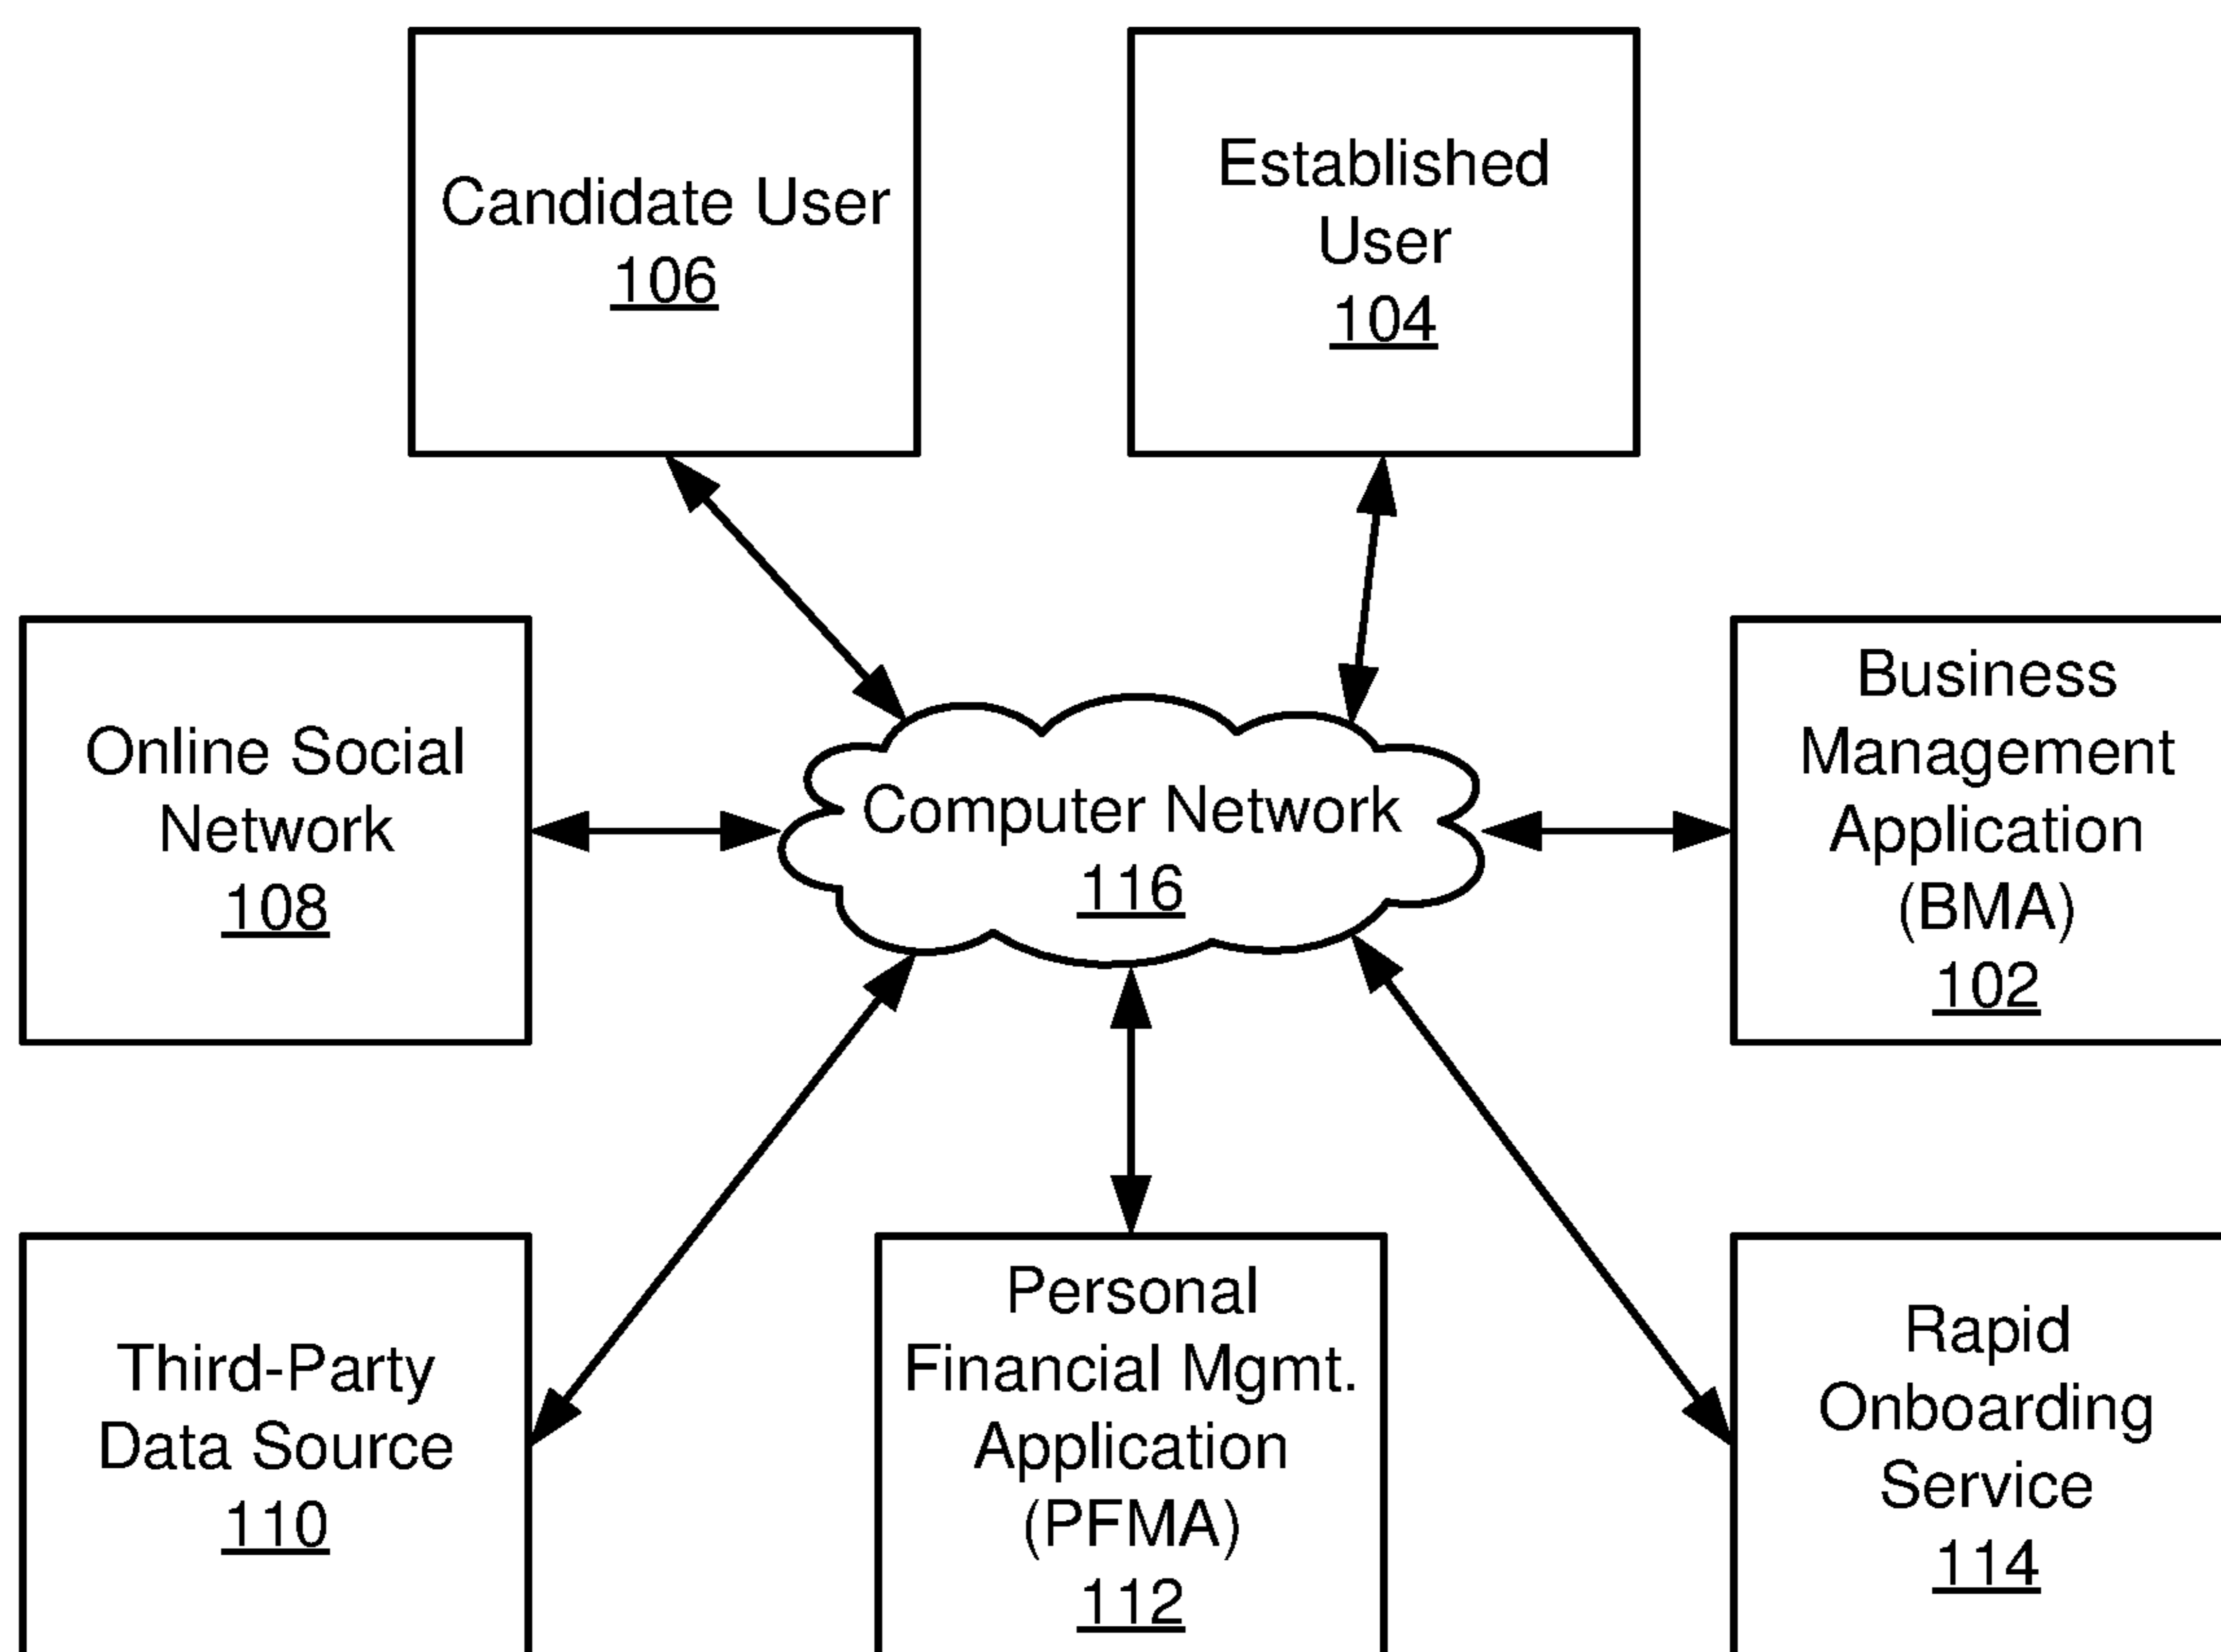 Candidate User
106
Established
User
104
Online Social
Network
108
Computer Network
116
Business
Management
Application
(BMA)
102
Third-Party
Data Source
110
Personal
Financial Mgmt.
Application
(PFMA)
112
Rapid
Onboarding
Service
114